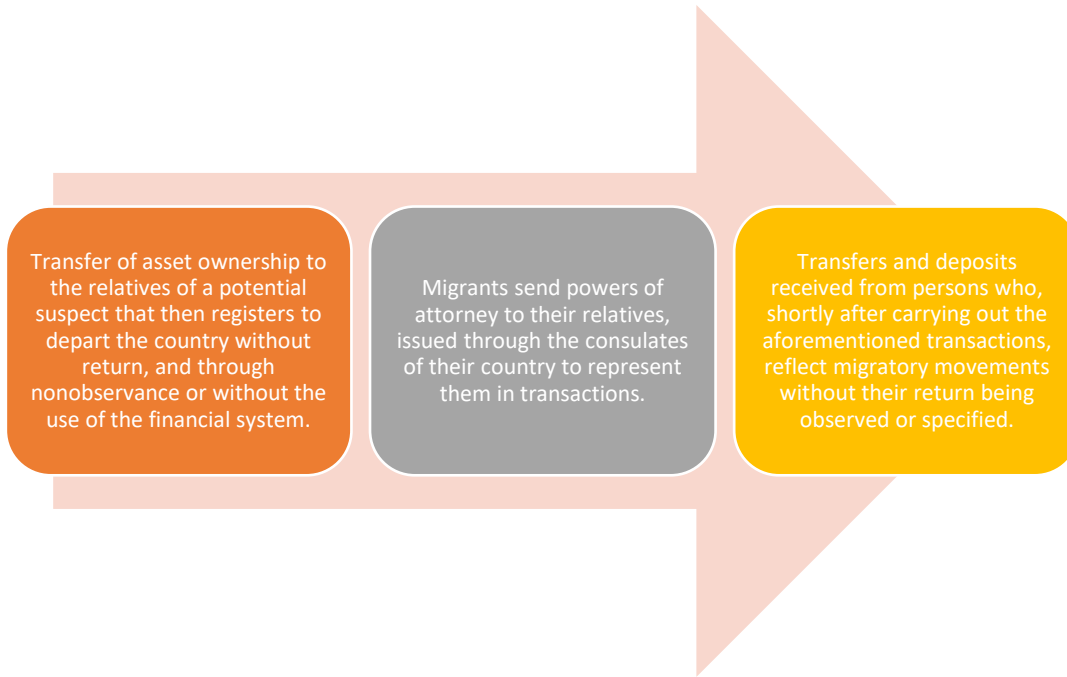 Transfer of asset ownership to
the relatives of a potential
suspect that then registers to
depart the country without
return, and through
nonobservance or without the
use of the financial system.
Migrants send powers of
attorney to their relatives,
issued through the consulates
of their country to represent
them in transactions.
Transfers and deposits
received from persons who,
shortly after carrying out the
aforementioned transactions,
reflect migratory movements
without their return being
observed or specified.